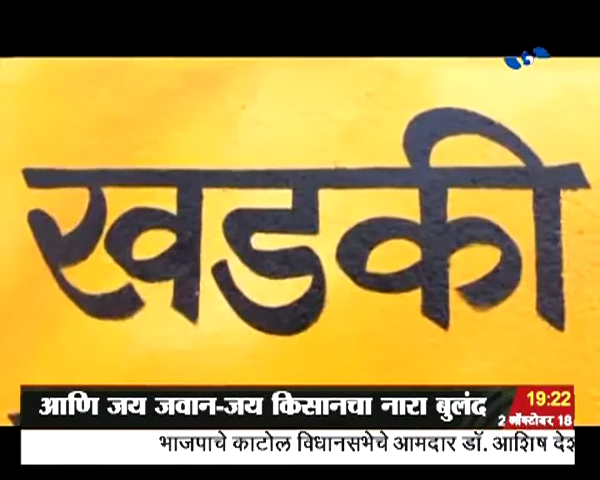 खडकी
आणि जय जवान-जय किसानचा नारा बुलंद
19:22
2 ऑक्टोबर 18
भाजपाचे काटोल विधानसभेचे आमदार डॉ. आशिष